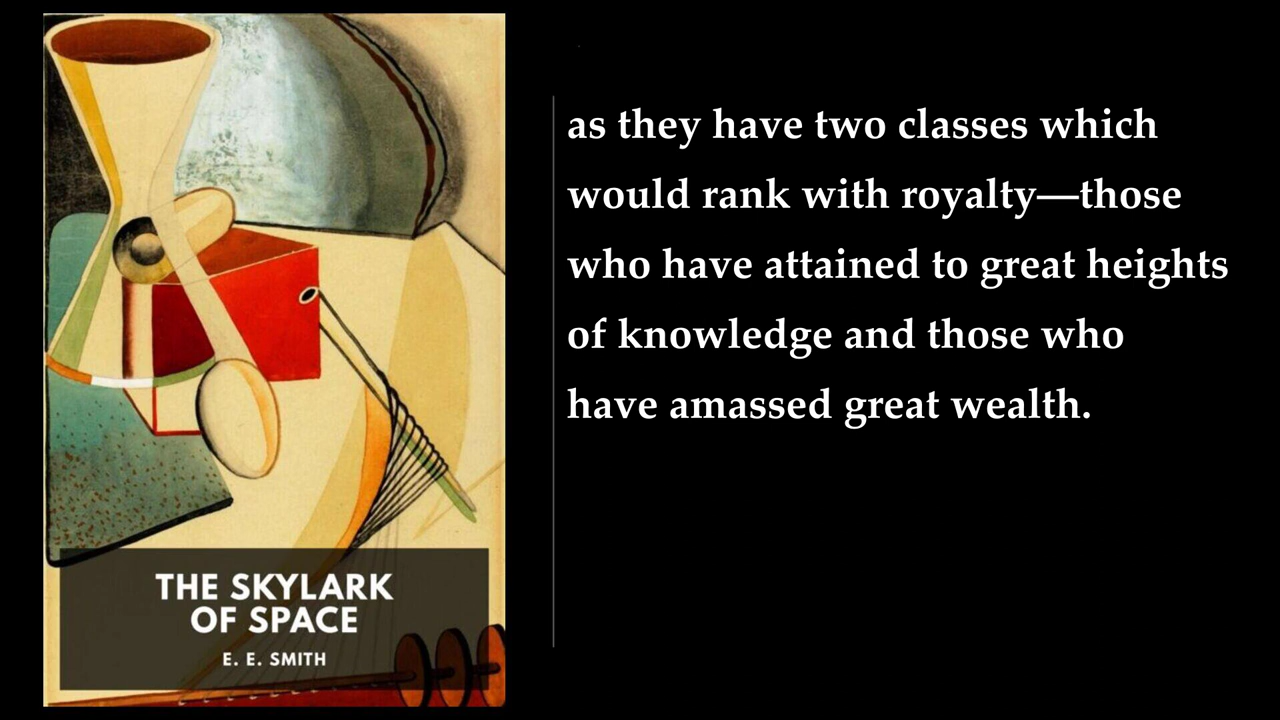 THE SKYLARK
OF SPACE
E. E. SMITH
as they have two classes which
would rank with royalty—those
who have attained to great heights
of knowledge and those who
have amassed great wealth.